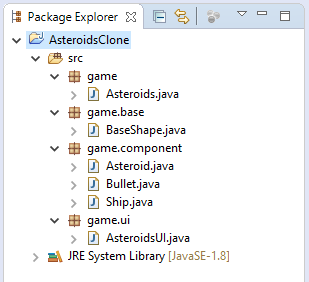 Package Explorer
AsteroidsClone
src
game
Asteroids.java
game.base
BaseShape.java
game.component
Asteroid.java
Bullet.java
Ship.java
game.ui
AsteroidsUI.java
JRE System Library [JavaSE-1.8]